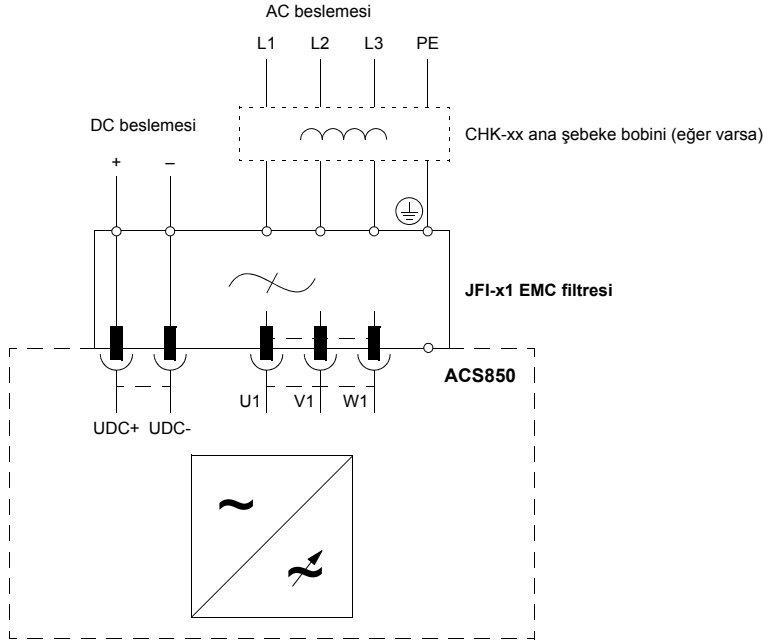 AC beslemesi
L1 L2 L3 PE
DC beslemesi
CHK-xx ana şebeke bobini (eğer varsa)
+ –
JFI-x1 EMC filtresi
ACS850
U1 V1 W1
UDC+ UDC-
~
~